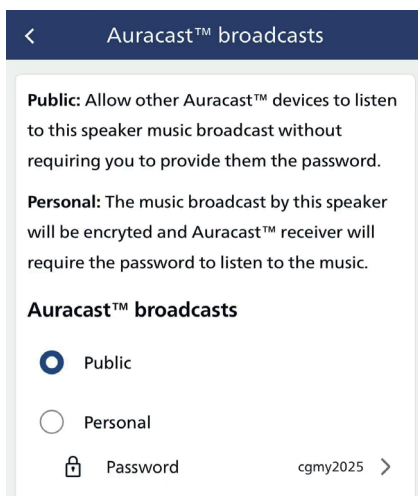 Auracast™ broadcasts
Public: Allow other Auracast™ devices to listen
to this speaker music broadcast without
requiring you to provide them the password.
Personal: The music broadcast by this speaker
will be encryted and Auracast™ receiver will
require the password to listen to the music.
Auracast™ broadcasts
Public
Personal
Password cgmy2025